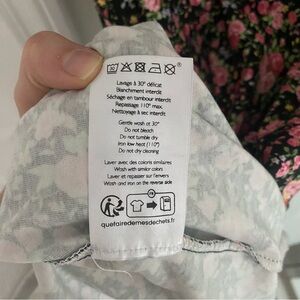 Lavage à 30° délicat
Blanchiment interdit
Séchage en tambour interdit
Repassage 110° max.
Nettoyage à sec interdit
Gentle wash at 30°
Do not bleach
Do not tumble dry
Iron low heat (110°)
Do not dry cleaning
Laver avec des coloris similaires
Wash with similar colors
Laver et repasser sur l'envers
Wash and iron on the reverse side
quefairedemesdechets.fr